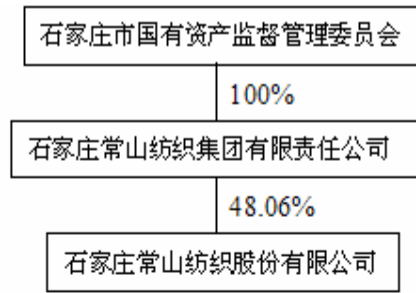 石家庄市国有资产监督管理委员会
100%
石家庄常山纺织集团有限责任公司
48.06%
石家庄常山纺织股份有限公司